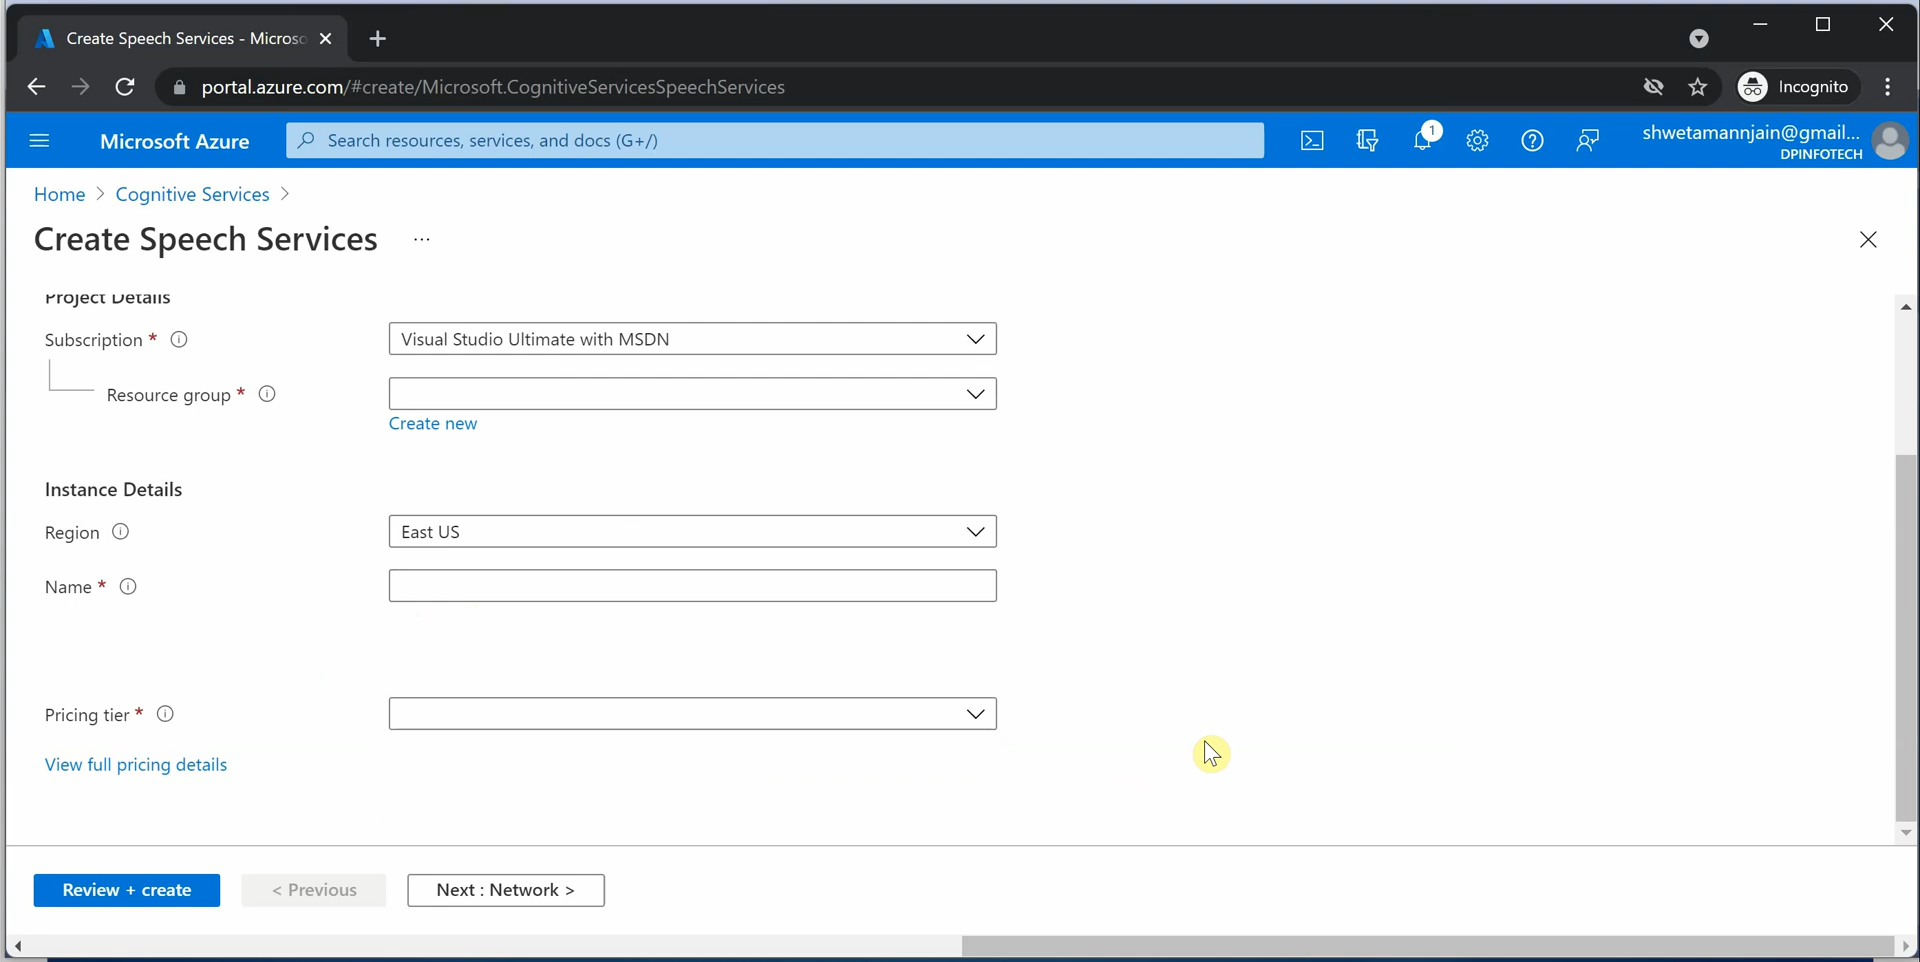 Create Speech Services - Microso
portal.azure.com/#create/Microsoft.CognitiveServicesSpeechServices
Incognito
Microsoft Azure
Search resources, services, and docs (G+/)
1
shwetamannjain@gmail...
DPINFOTECH
Home > Cognitive Services >
Create Speech Services ...
Project Details
Subscription *
Visual Studio Ultimate with MSDN
Resource group *
Create new
Instance Details
Region
East US
Name *
Pricing tier *
View full pricing details
Review + create
< Previous
Next : Network >